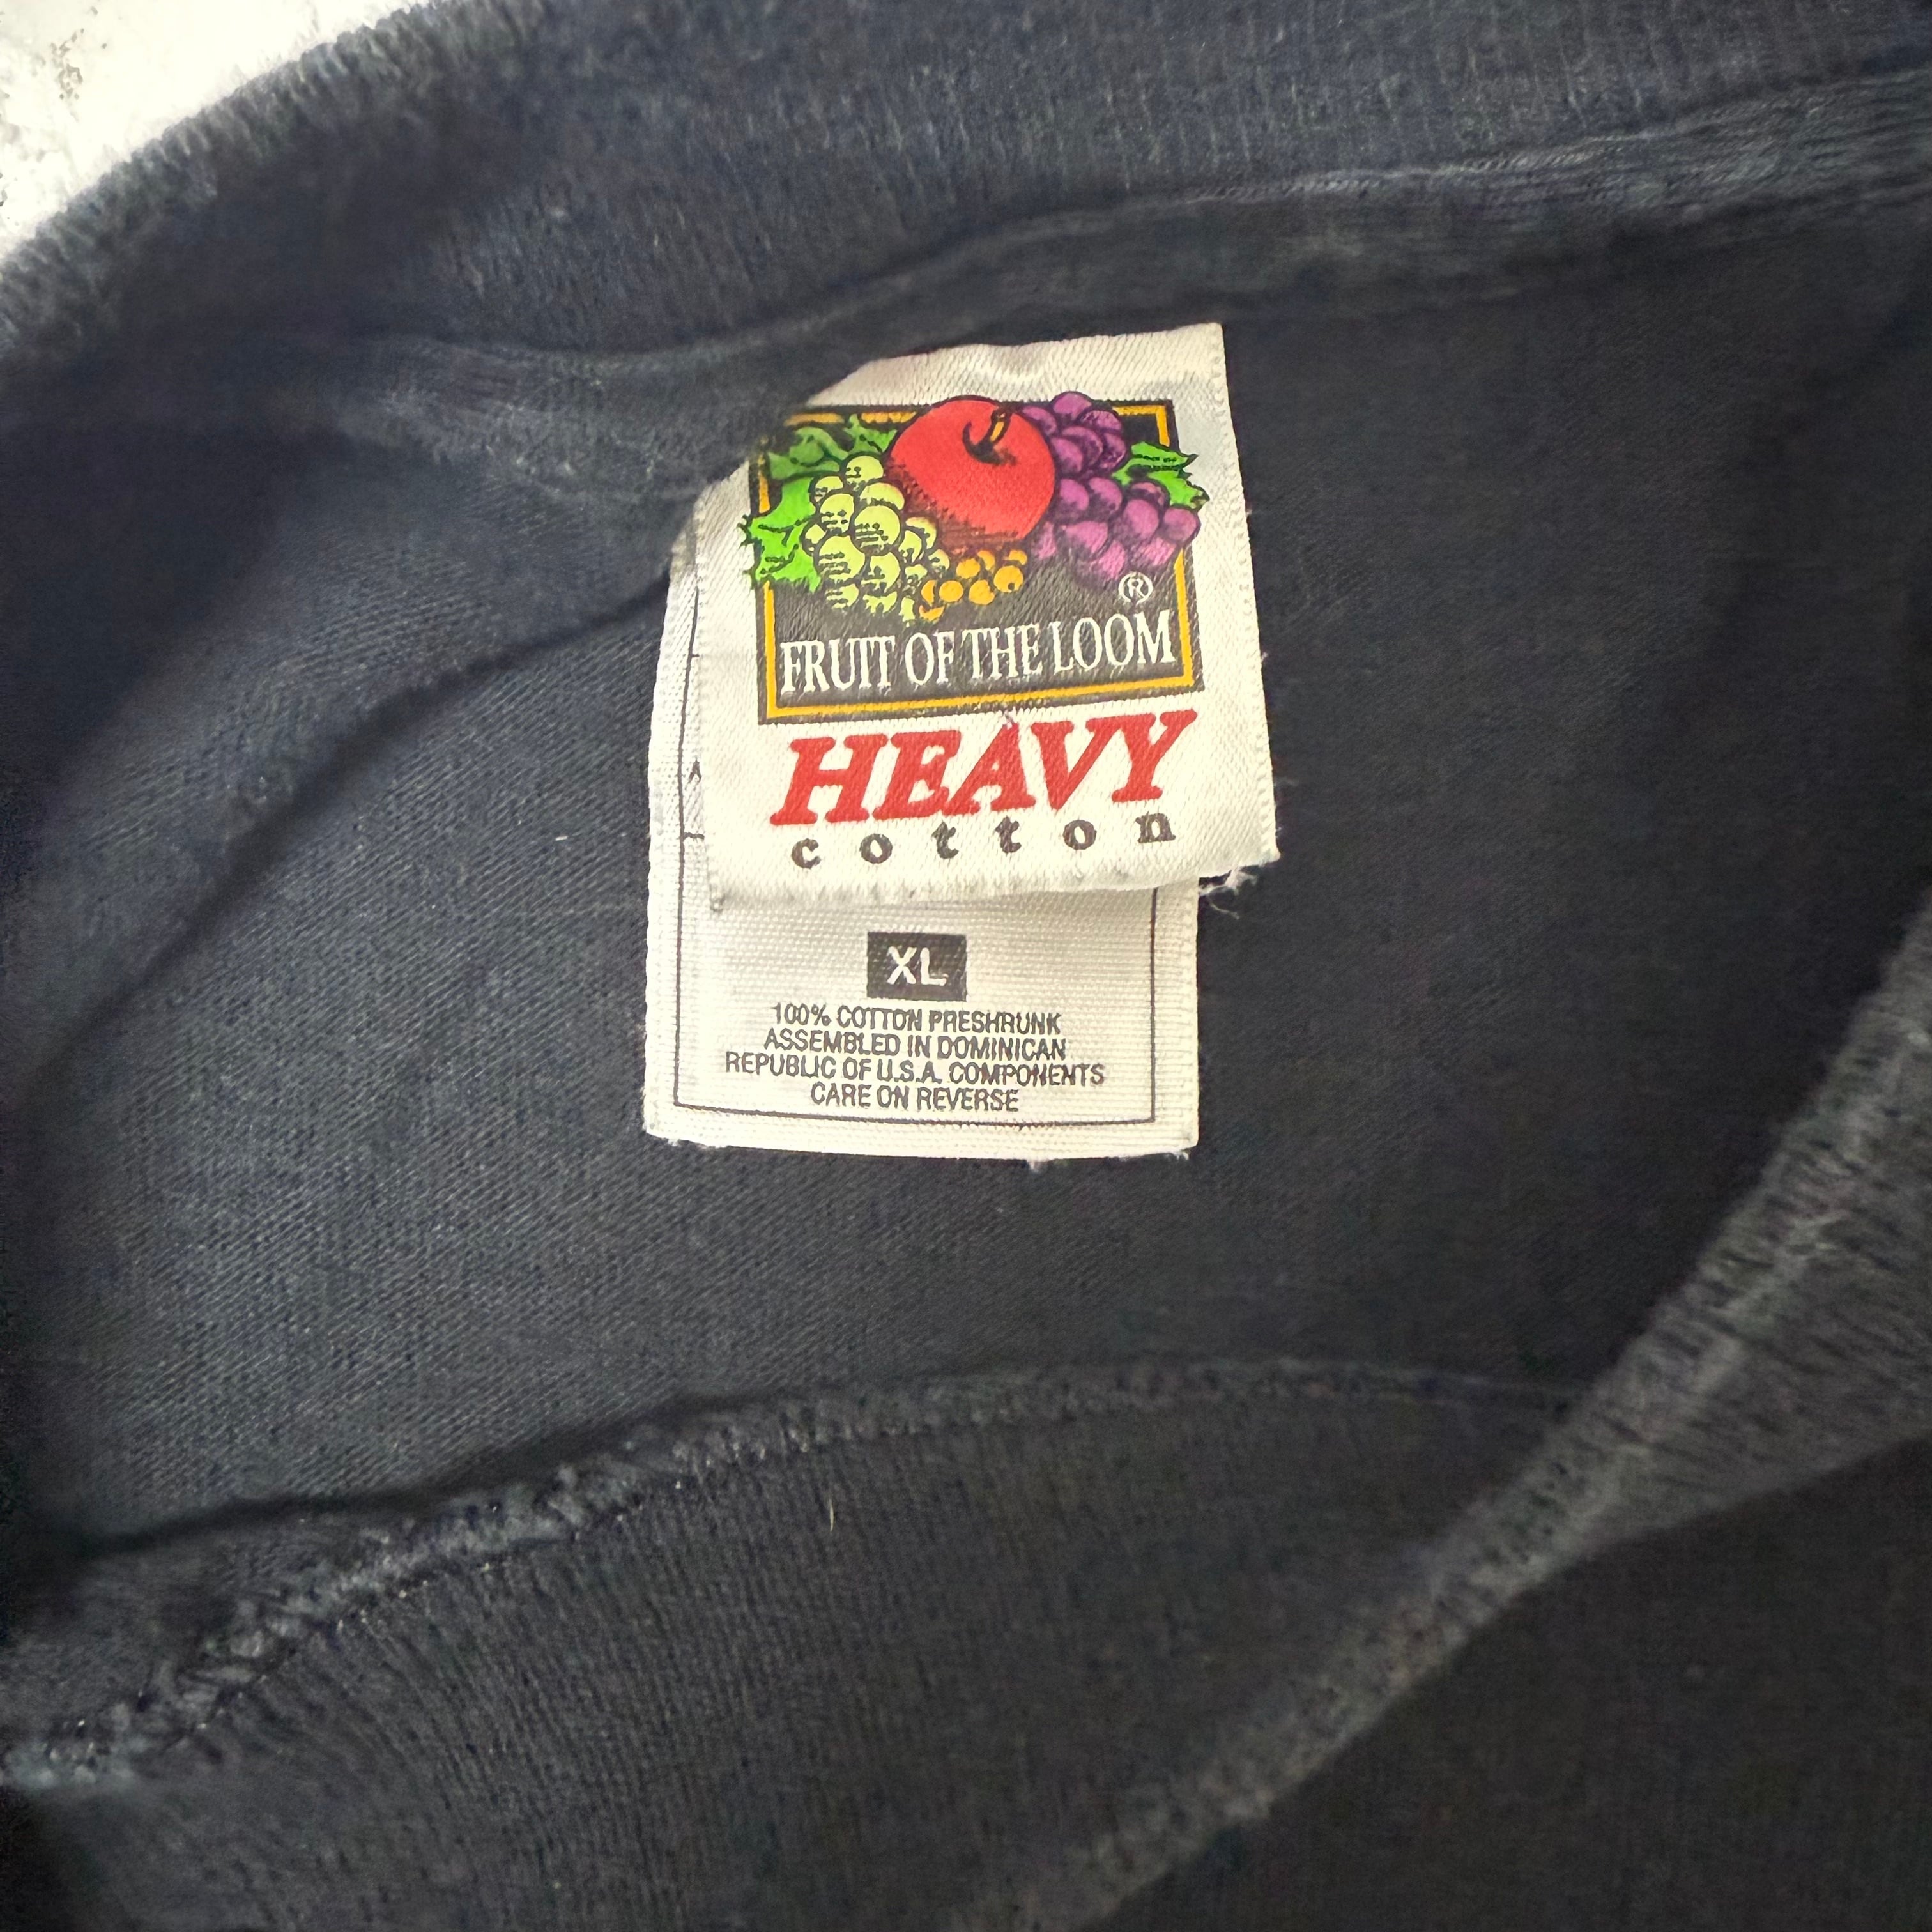 ®
FRUIT OF THE LOOM
HEAVY
cotton
XL
100% COTTON PRESHRUNK
ASSEMBLED IN DOMINICAN
REPUBLIC OF U.S.A. COMPONENTS
CARE ON REVERSE